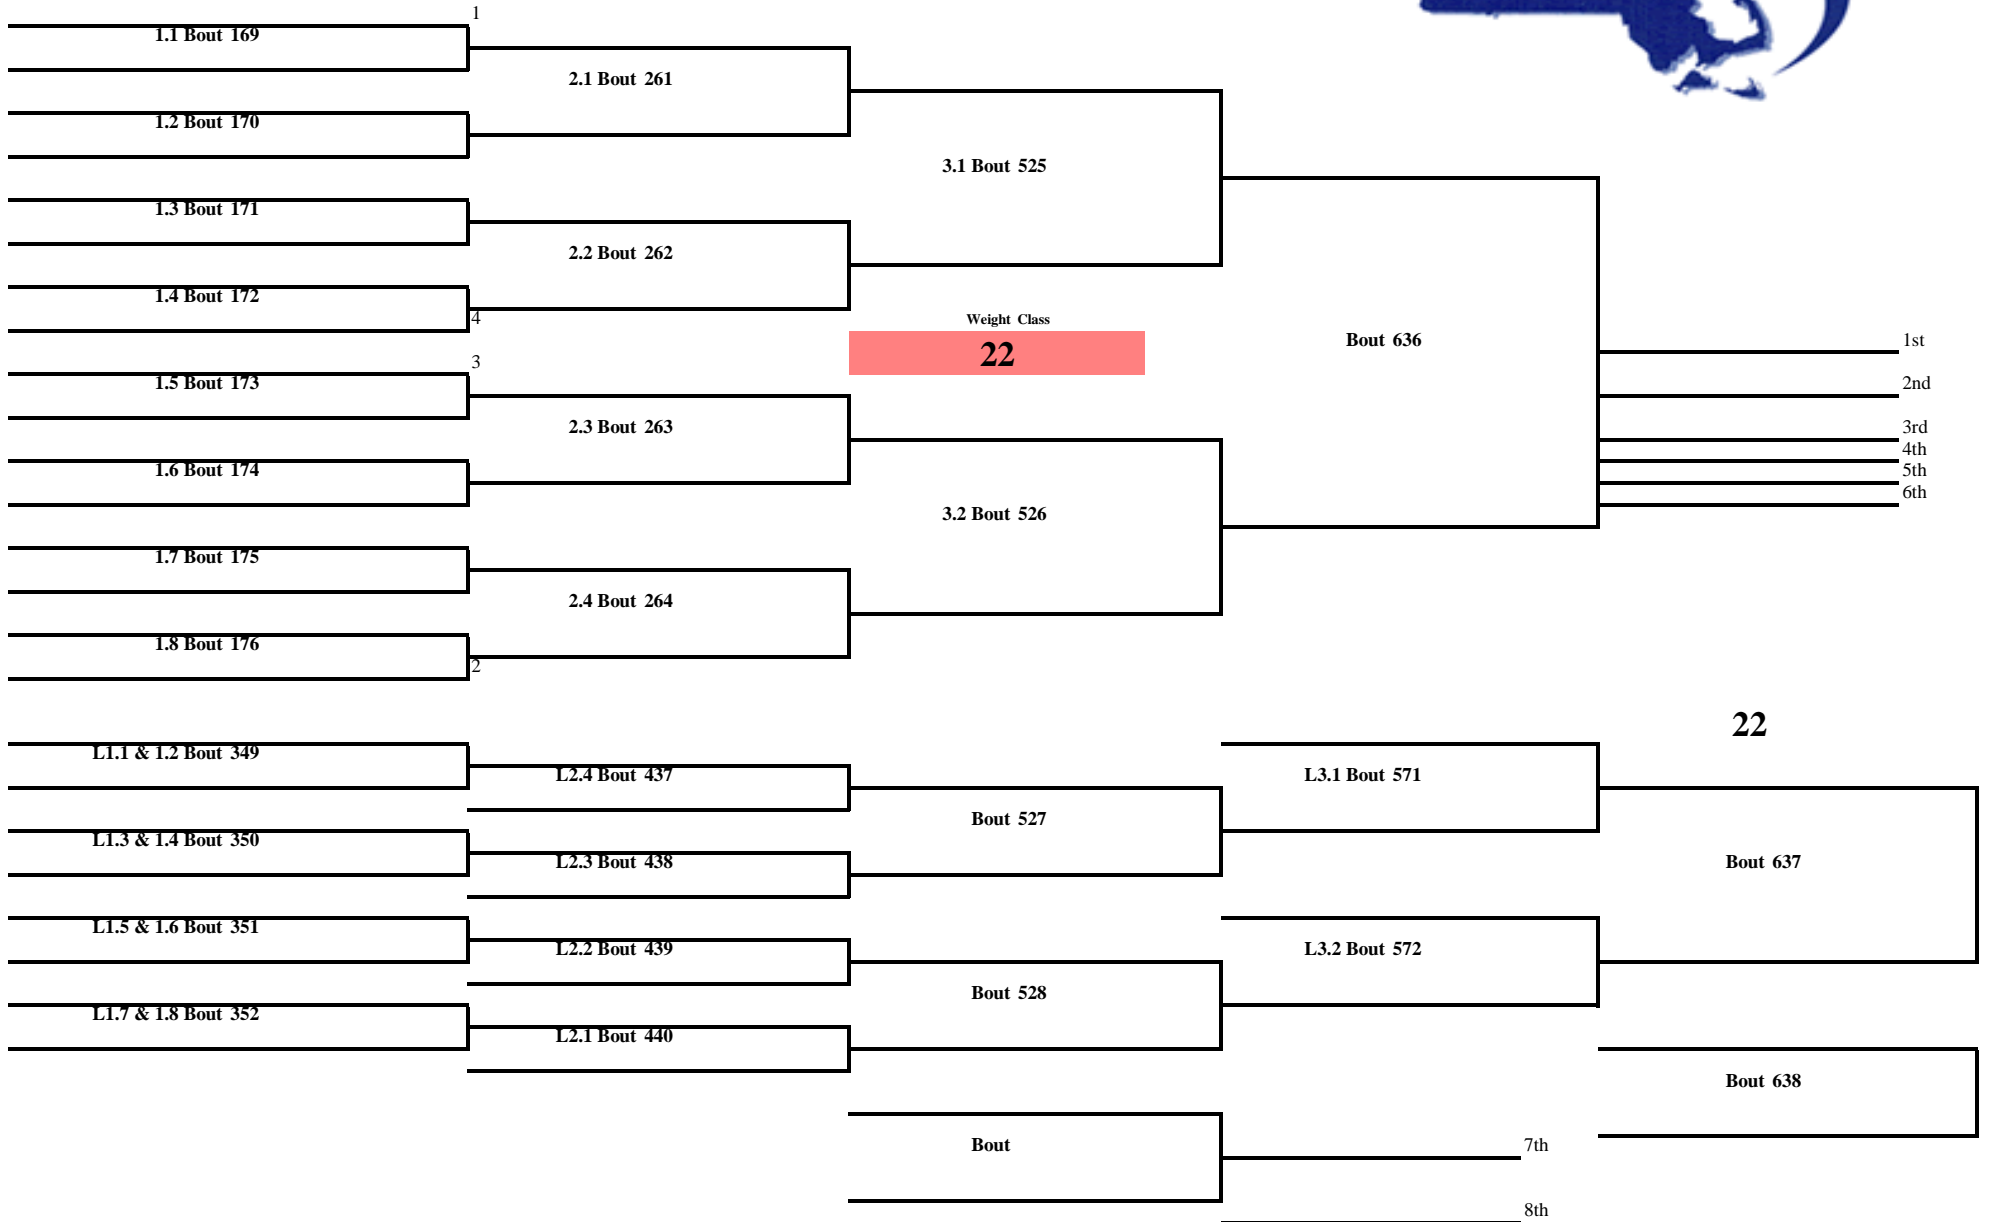 1
1.1 Bout 169
2.1 Bout 261
1.2 Bout 170
3.1 Bout 525
1.3 Bout 171
2.2 Bout 262
1.4 Bout 172
4
Weight Class
22
Bout 636
1st
3
1.5 Bout 173
2nd
2.3 Bout 263
3rd
4th
1.6 Bout 174
5th
6th
3.2 Bout 526
1.7 Bout 175
2.4 Bout 264
1.8 Bout 176
2
22
L1.1 & 1.2 Bout 349
L2.4 Bout 437
L3.1 Bout 571
Bout 527
L1.3 & 1.4 Bout 350
L2.3 Bout 438
Bout 637
L1.5 & 1.6 Bout 351
L2.2 Bout 439
L3.2 Bout 572
Bout 528
L1.7 & 1.8 Bout 352
L2.1 Bout 440
Bout 638
Bout
7th
8th